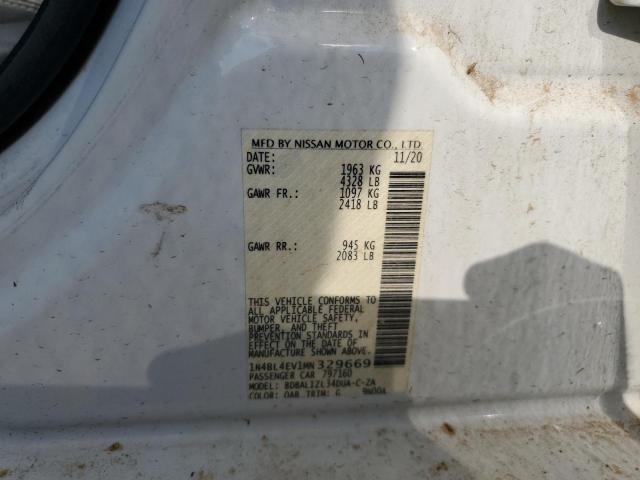 MFD BY NISSAN MOTOR CO., LTD.
DATE: 11/20
GVWR: 1963 KG
4328 LB
GAWR FR.: 1097 KG
2418 LB
GAWR RR.: 945 KG
2083 LB
THIS VEHICLE CONFORMS TO
ALL APPLICABLE FEDERAL
MOTOR VEHICLE SAFETY,
BUMPER, AND THEFT
PREVENTION STANDARDS IN
EFFECT ON THE DATE OF
MANUFACTURE SHOWN ABOVE.
1N4BL4EV1MN 329669
PASSENGER CAR 797160
MODEL: BDBALIZL34DUA-C-ZA
COLOR: QAB TRIM: G